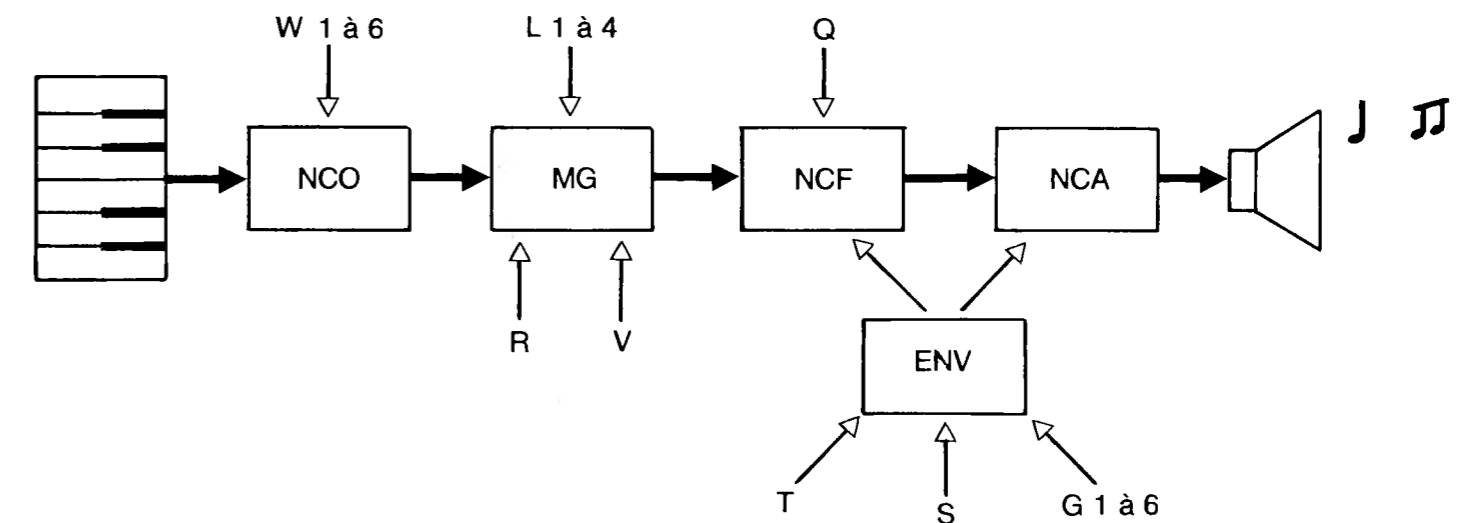 W 1 à 6
L 1 à 4
Q
NCO
MG
NCF
NCA
R
V
ENV
T
S
G 1 à 6